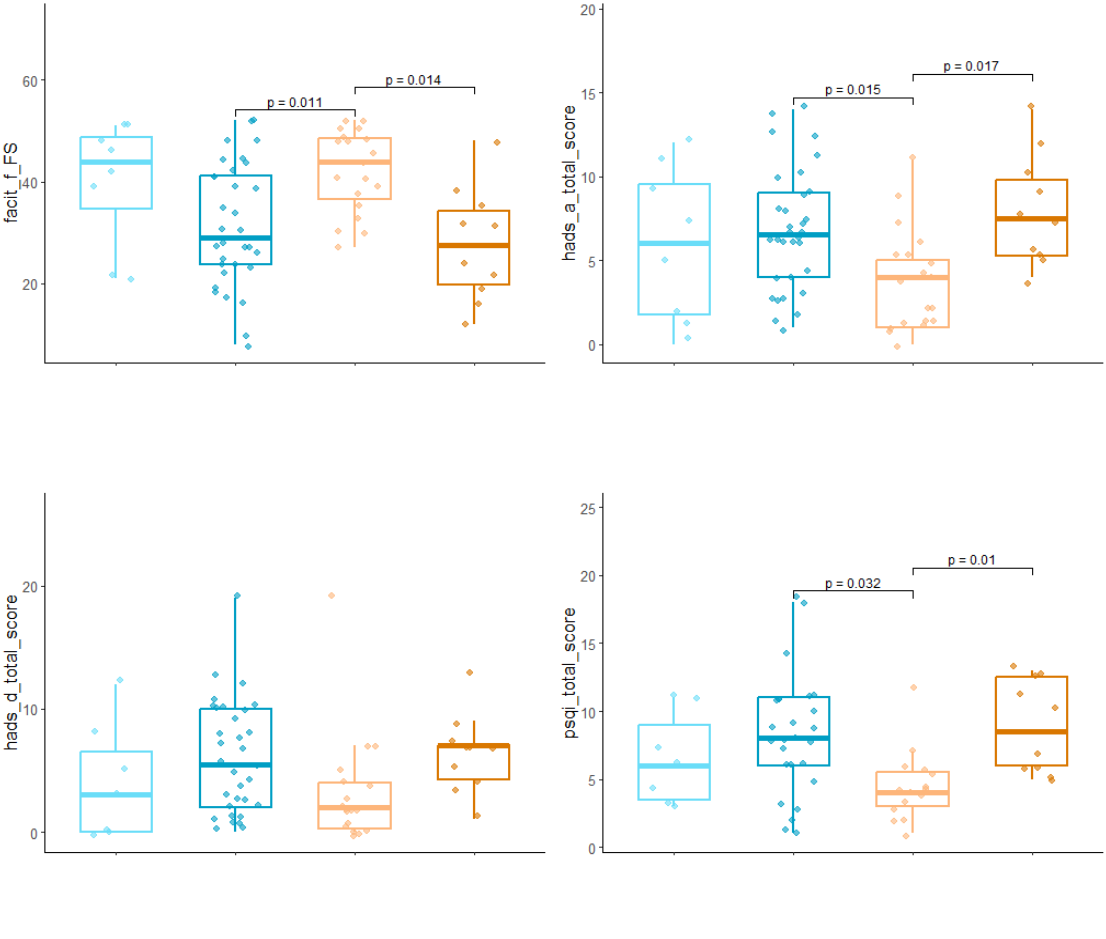 facit_f_FS
60
40
20
p = 0.011
p = 0.014
hads_a_total_score
20
15
10
5
0
p = 0.015
p = 0.017
hads_d_total_score
20
10
0
psqi_total_score
25
20
15
10
5
0
p = 0.032
p = 0.01